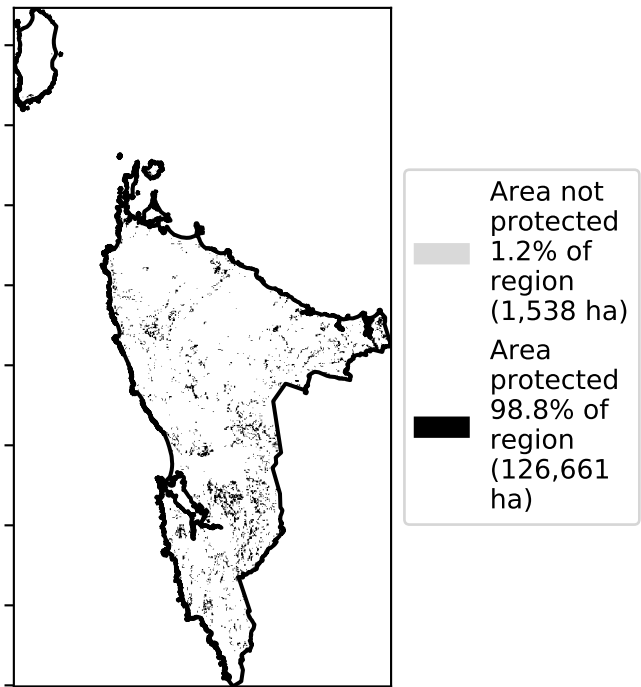 Area not
protected
1.2% of
region
(1,538 ha)
Area
protected
98.8% of
region
(126,661
ha)